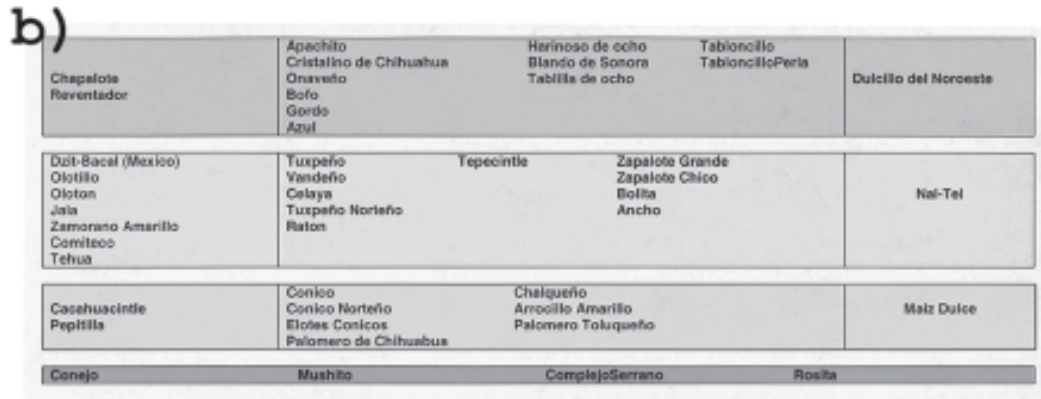 b)
Apachito Harinoso de ocho Tabloncillo
Cristalino de Chihuahua Blando de Sonora TabloncilloPerla
Chapalote Onaveño Tablilla de ocho Dulcillo del Noroeste
Reventador Bofo
Gordo
Azul
Dzit-Bacal (Mexico) Tuxpeño Tepecintle Zapalote Grande
Olotillo Vandeño Zapalote Chico
Oloton Celaya Bolita Nal-Tel
Jala Tuxpeño Norteño Ancho
Zamorano Amarillo Raton
Comiteco
Tehua
Conico Chalqueño
Cacahuacintle Conico Norteño Arrocillo Amarillo Maiz Dulce
Pepitilla Elotes Conicos Palomero Toluqueño
Palomero de Chihuabua
Conejo Mushito ComplejoSerrano Rosita